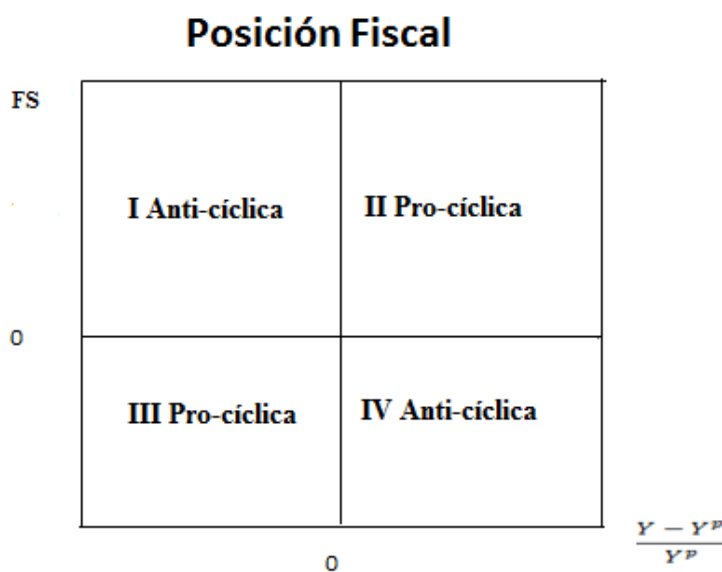 Posición Fiscal
FS
I Anti-cíclica
II Pro-cíclica
0
III Pro-cíclica
IV Anti-cíclica
0
Y − Y^p
Y^p